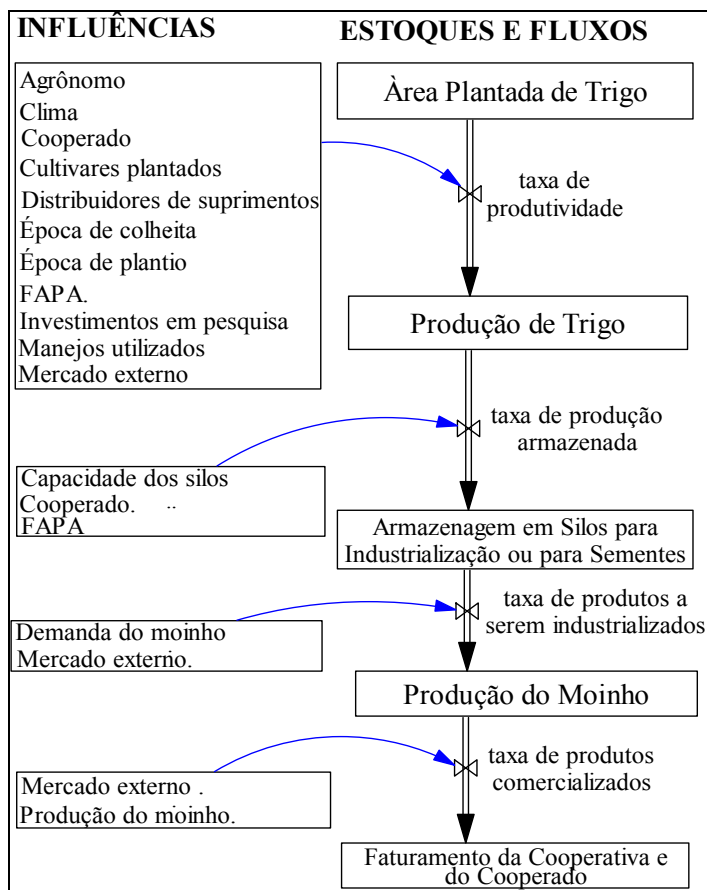 INFLUÊNCIAS
ESTOQUES E FLUXOS
Agrônomo
Clima
Cooperado
Cultivares plantados
Distribuidores de suprimentos
Época de colheita
Época de plantio
FAPA.
Investimentos em pesquisa
Manejos utilizados
Mercado externo
Àrea Plantada de Trigo
taxa de
produtividade
Produção de Trigo
taxa de produção
armazenada
Capacidade dos silos
Cooperado. ..
FAPA
Armazenagem em Silos para
Industrialização ou para Sementes
taxa de produtos a
serem industrializados
Demanda do moinho
Mercado externo.
Produção do Moinho
taxa de produtos
comercializados
Mercado externo .
Produção do moinho.
Faturamento da Cooperativa e
do Cooperado